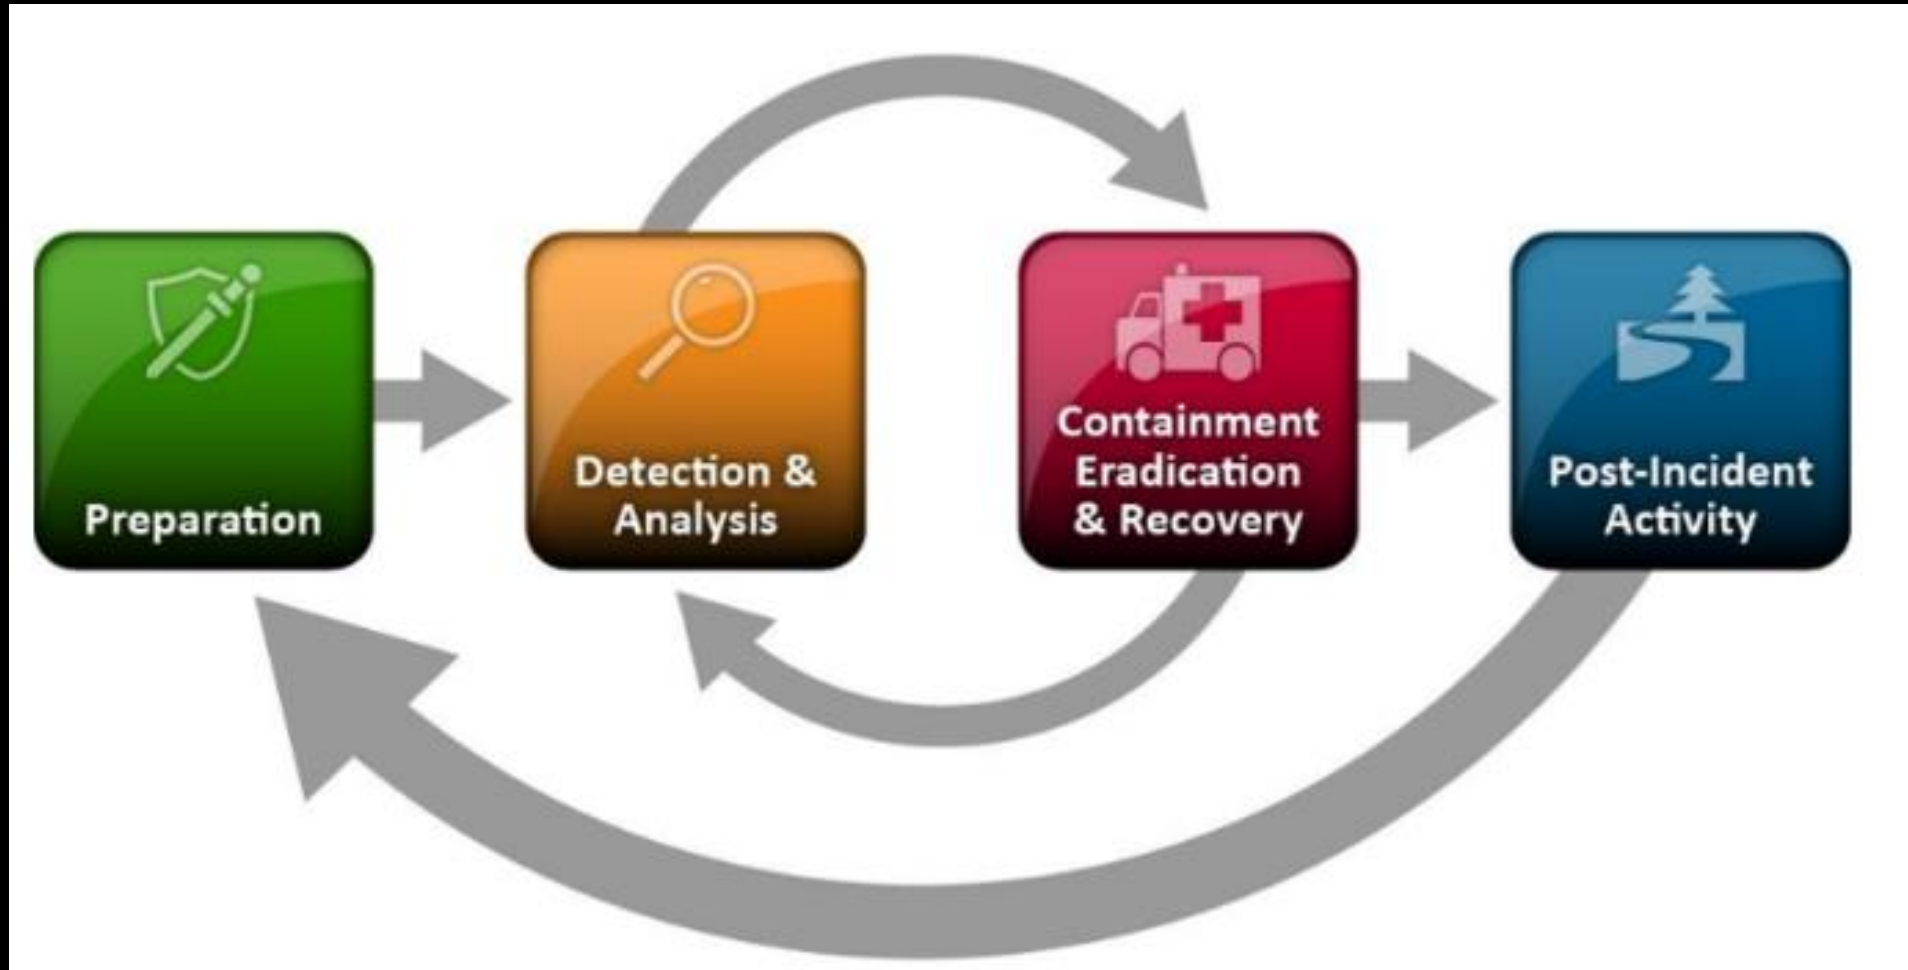 Preparation
Detection &
Analysis
Containment
Eradication
& Recovery
Post-Incident
Activity